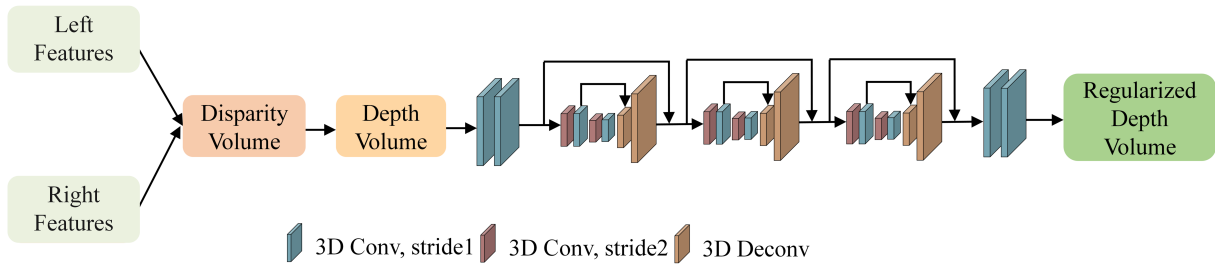 Left
Features
Right
Features
Disparity
Volume
Depth
Volume
Regularized
Depth
Volume
3D Conv, stride1
3D Conv, stride2
3D Deconv